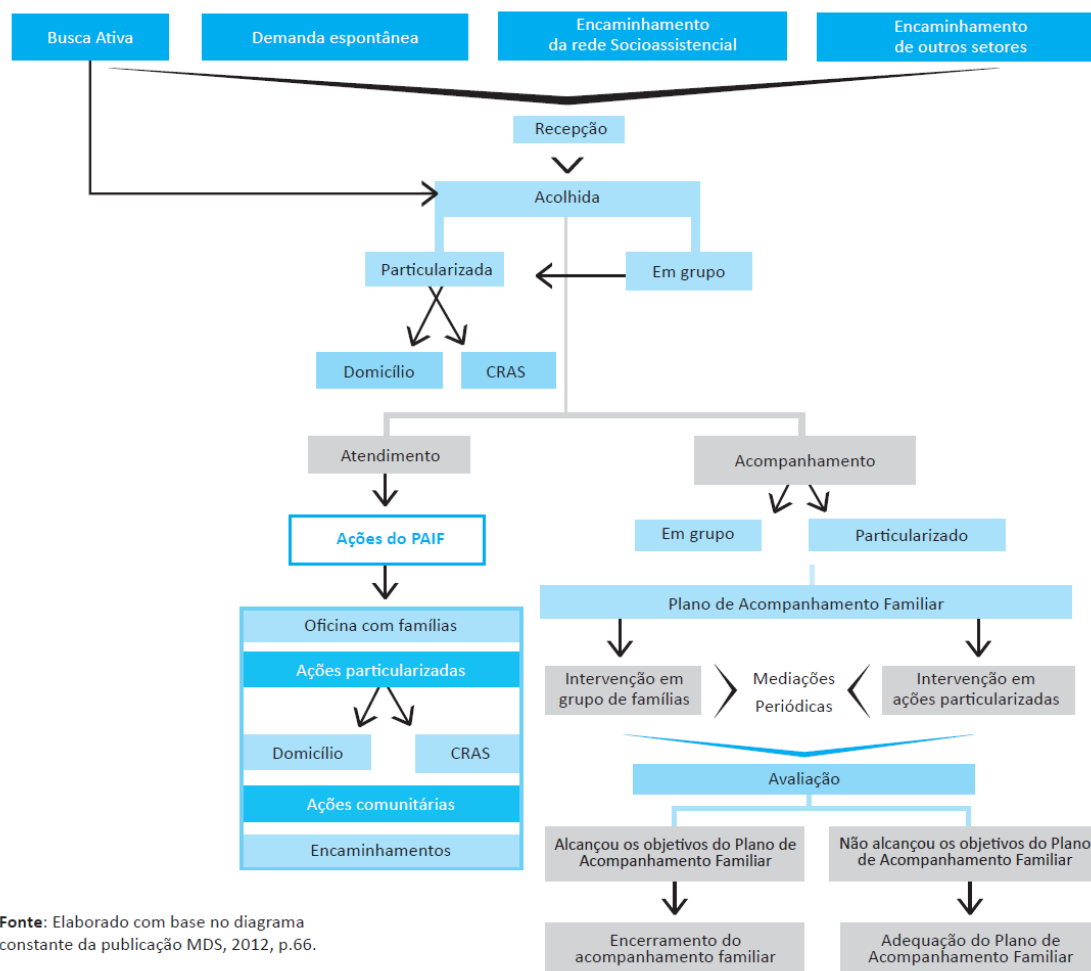 Busca Ativa
Demanda espontânea
Encaminhamento
da rede Socioassistencial
Encaminhamento
de outros setores
Recepção
Acolhida
Particularizada
Em grupo
Domicílio
CRAS
Atendimento
Acompanhamento
Ações do PAIF
Em grupo
Particularizado
Oficina com famílias
Ações particularizadas
Domicílio
CRAS
Ações comunitárias
Encaminhamentos
Plano de Acompanhamento Familiar
Intervenção em
grupo de famílias
Mediações
Periódicas
Intervenção em
ações particularizadas
Avaliação
Alcançou os objetivos do Plano de
Acompanhamento Familiar
Não alcançou os objetivos do Plano
de Acompanhamento Familiar
Encerramento do
acompanhamento familiar
Adequação do Plano de
Acompanhamento Familiar
Fonte: Elaborado com base no diagrama
constante da publicação MDS, 2012, p.66.